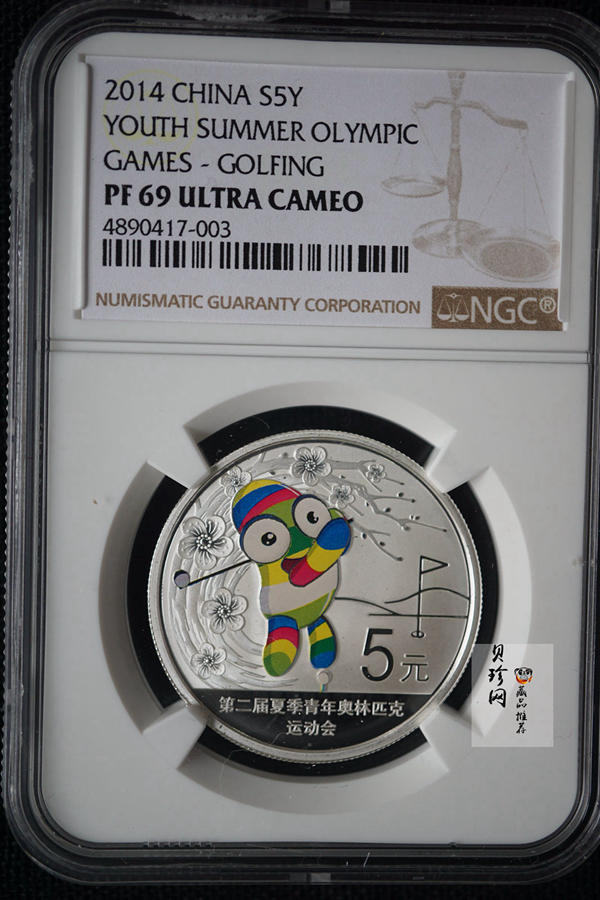 2014 CHINA S5Y
YOUTH SUMMER OLYMPIC
GAMES - GOLFING
PF 69 ULTRA CAMEO
4890417-003
NUMISMATIC GUARANTY CORPORATION
NGC®
5元
第二届夏季青年奥林匹克
运动会
贝珍网
藏品推荐